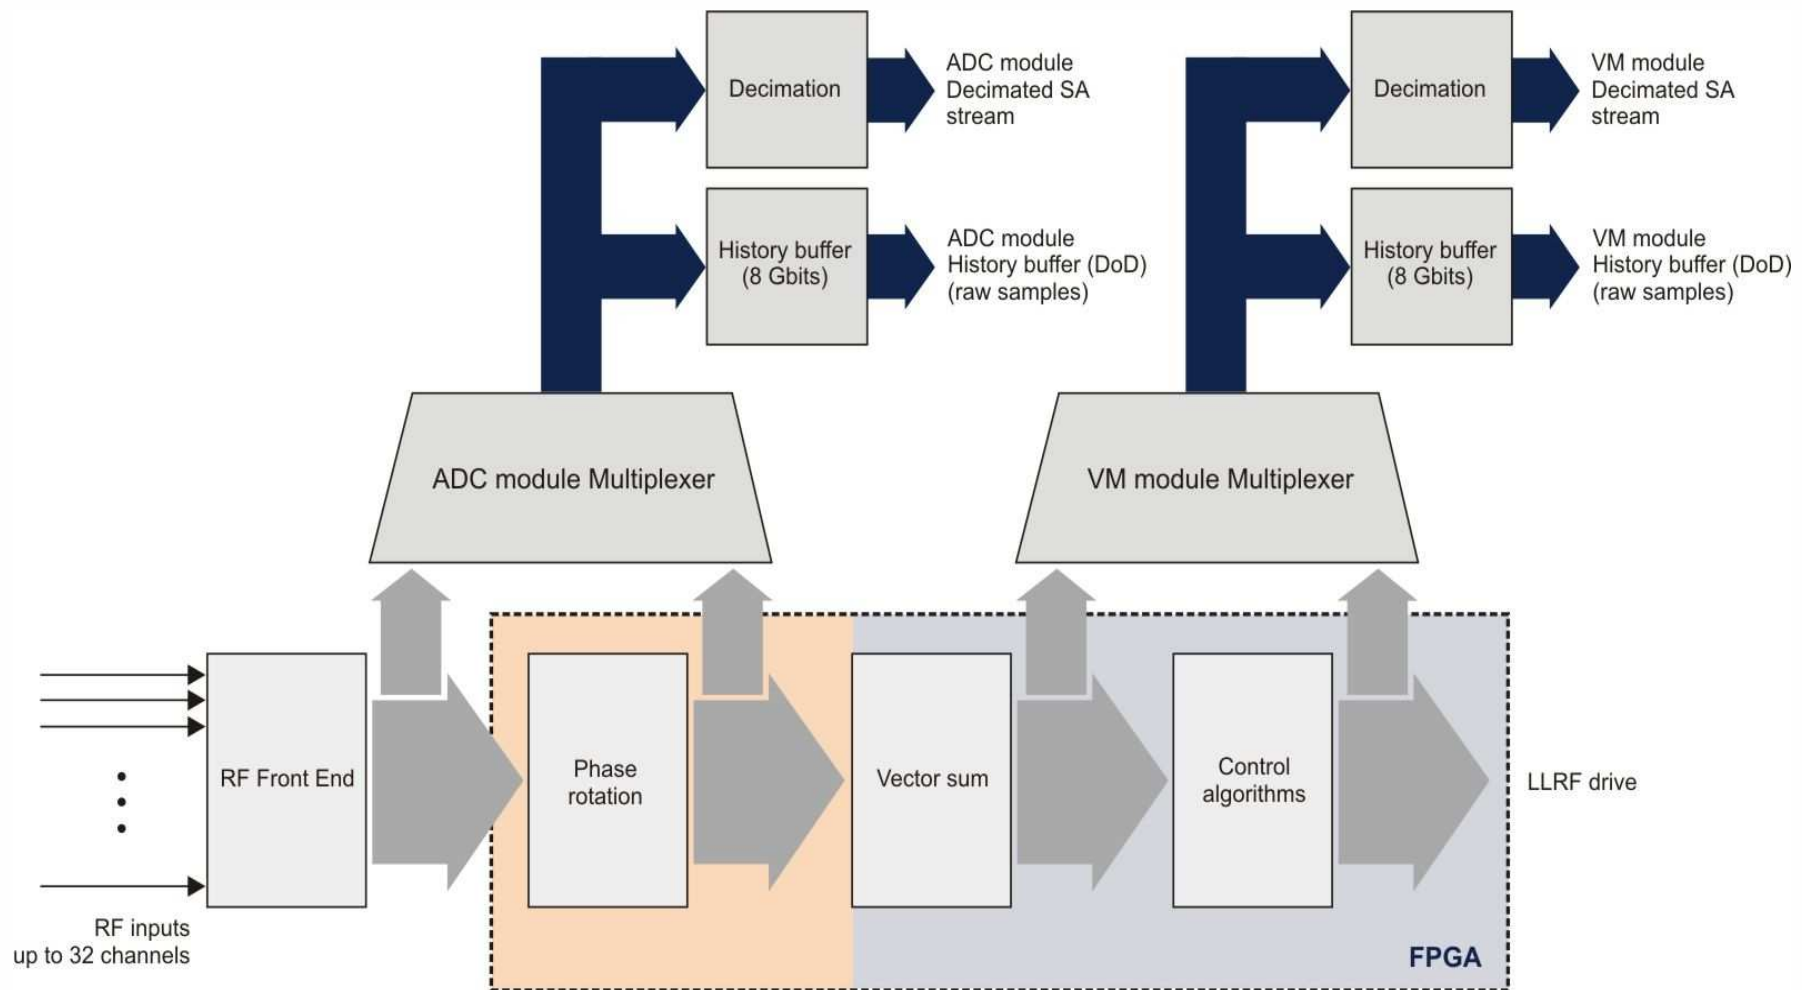 Decimation
ADC module
Decimated SA
stream
Decimation
VM module
Decimated SA
stream
History buffer
(8 Gbits)
ADC module
History buffer (DoD)
(raw samples)
History buffer
(8 Gbits)
VM module
History buffer (DoD)
(raw samples)
ADC module Multiplexer
VM module Multiplexer
RF Front End
Phase
rotation
Vector sum
Control
algorithms
LLRF drive
RF inputs
up to 32 channels
FPGA